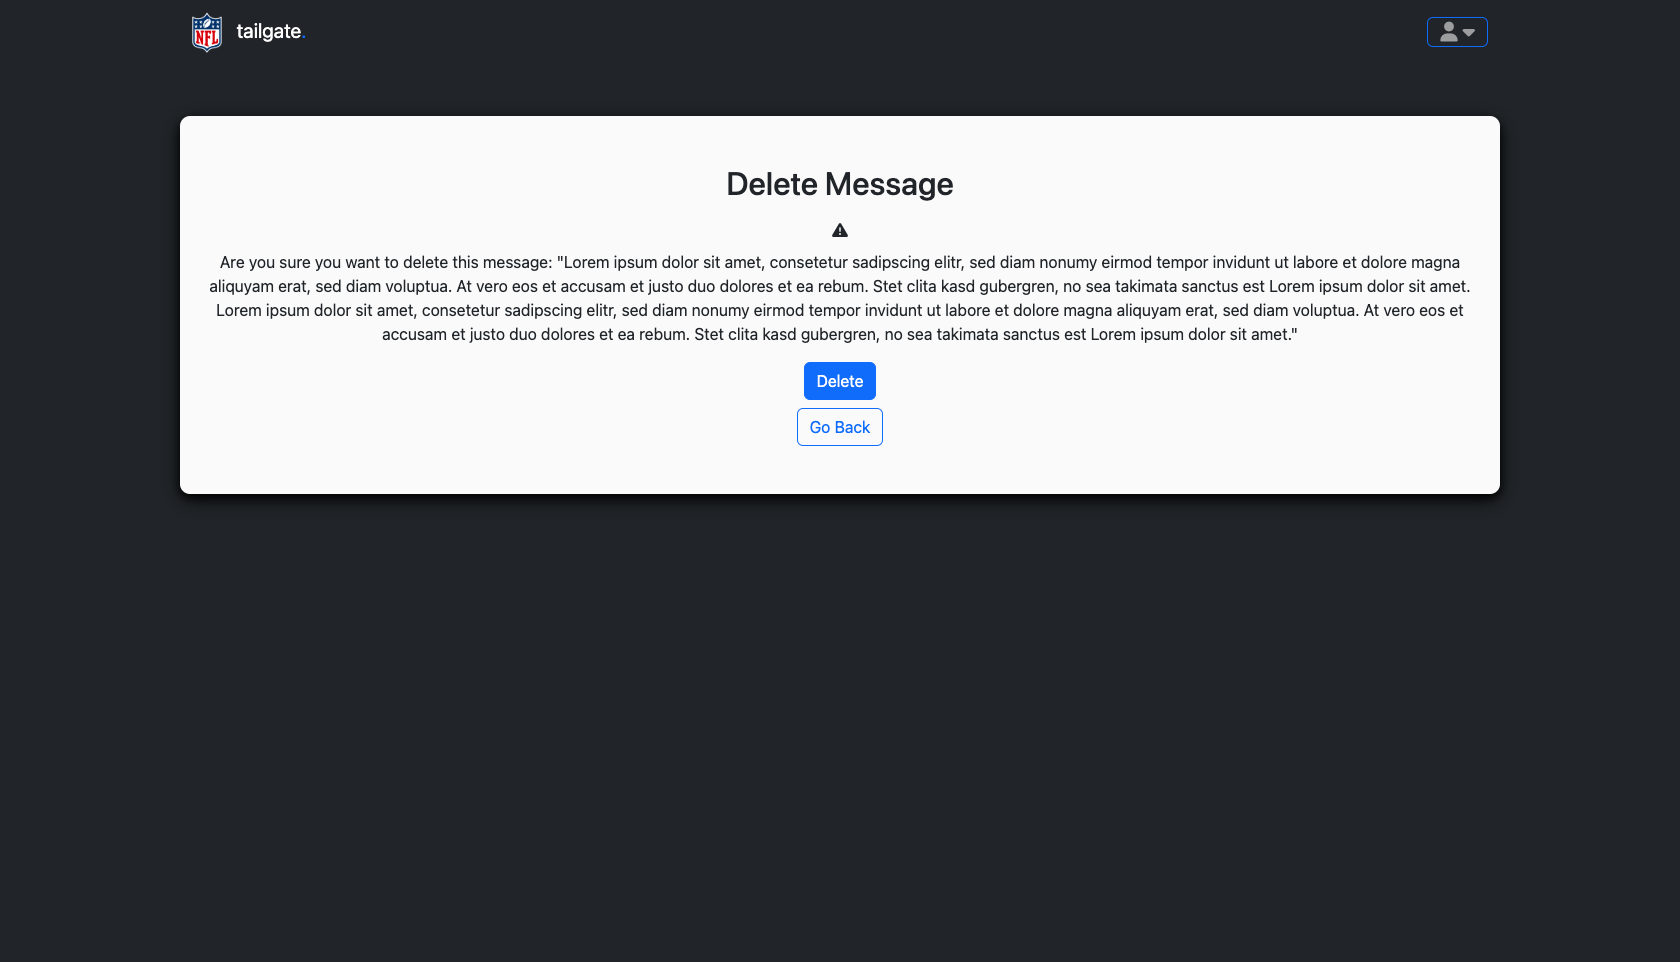 NFL
tailgate.
Delete Message
Are you sure you want to delete this message: "Lorem ipsum dolor sit amet, consetetur sadipscing elitr, sed diam nonumy eirmod tempor invidunt ut labore et dolore magna
aliquyam erat, sed diam voluptua. At vero eos et accusam et justo duo dolores et ea rebum. Stet clita kasd gubergren, no sea takimata sanctus est Lorem ipsum dolor sit amet.
Lorem ipsum dolor sit amet, consetetur sadipscing elitr, sed diam nonumy eirmod tempor invidunt ut labore et dolore magna aliquyam erat, sed diam voluptua. At vero eos et
accusam et justo duo dolores et ea rebum. Stet clita kasd gubergren, no sea takimata sanctus est Lorem ipsum dolor sit amet."
Delete
Go Back